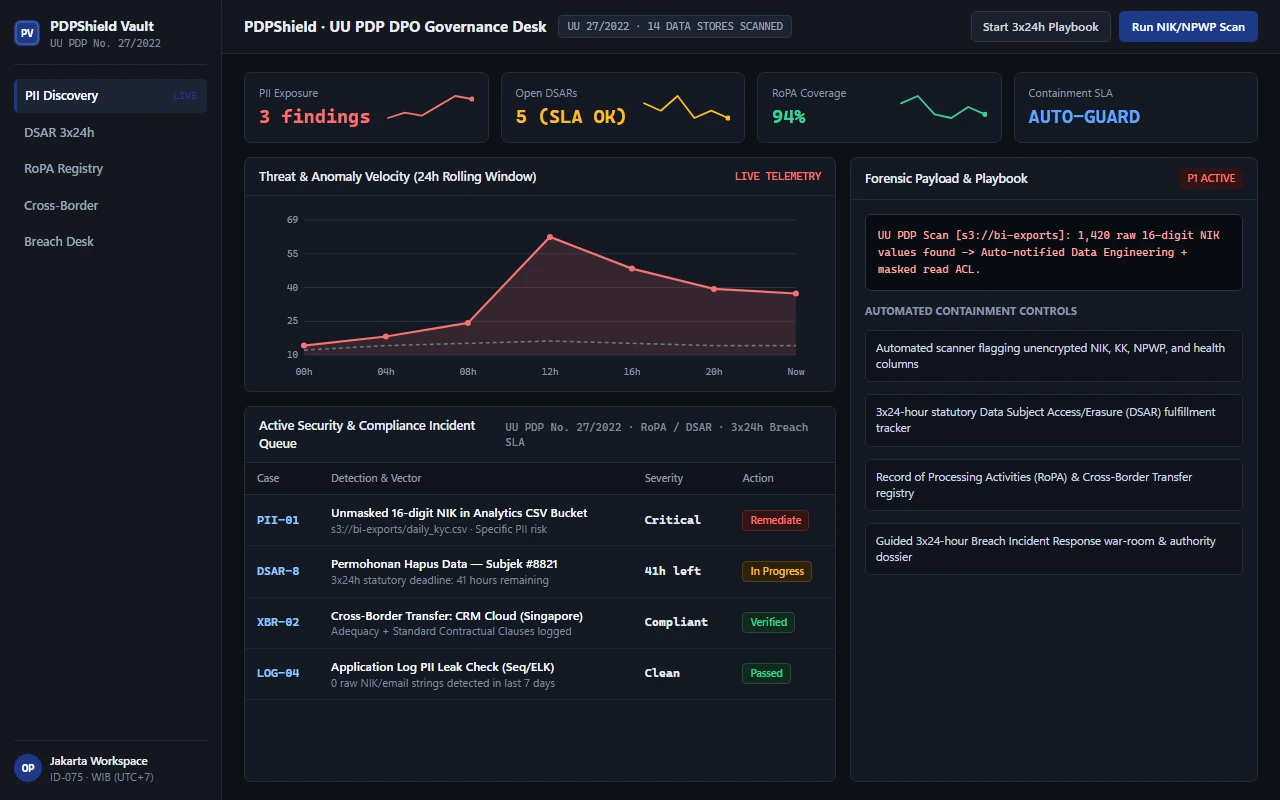 PV
PDPShield Vault
UU PDP No. 27/2022
PII Discovery
LIVE
DSAR 3x24h
RoPA Registry
Cross-Border
Breach Desk
OP
Jakarta Workspace
ID-075 · WIB (UTC+7)
PDPShield · UU PDP DPO Governance Desk
UU 27/2022 · 14 DATA STORES SCANNED
Start 3x24h Playbook
Run NIK/NPWP Scan
PII Exposure
3 findings
Open DSARs
5 (SLA OK)
RoPA Coverage
94%
Containment SLA
AUTO-GUARD
Threat & Anomaly Velocity (24h Rolling Window)
LIVE TELEMETRY
69
55
40
25
10
00h
04h
08h
12h
16h
20h
Now
Active Security & Compliance Incident
Queue
UU PDP No. 27/2022 · RoPA / DSAR · 3x24h Breach
SLA
Case
Detection & Vector
Severity
Action
PII-01
Unmasked 16-digit NIK in Analytics CSV Bucket
s3://bi-exports/daily_kyc.csv · Specific PII risk
Critical
Remediate
DSAR-8
Permohonan Hapus Data — Subjek #8821
3x24h statutory deadline: 41 hours remaining
41h left
In Progress
XBR-02
Cross-Border Transfer: CRM Cloud (Singapore)
Adequacy + Standard Contractual Clauses logged
Compliant
Verified
LOG-04
Application Log PII Leak Check (Seq/ELK)
0 raw NIK/email strings detected in last 7 days
Clean
Passed
Forensic Payload & Playbook
P1 ACTIVE
UU PDP Scan [s3://bi-exports]: 1,420 raw 16-digit NIK
values found -> Auto-notified Data Engineering +
masked read ACL.
AUTOMATED CONTAINMENT CONTROLS
Automated scanner flagging unencrypted NIK, KK, NPWP, and health
columns
3x24-hour statutory Data Subject Access/Erasure (DSAR) fulfillment
tracker
Record of Processing Activities (RoPA) & Cross-Border Transfer
registry
Guided 3x24-hour Breach Incident Response war-room & authority
dossier